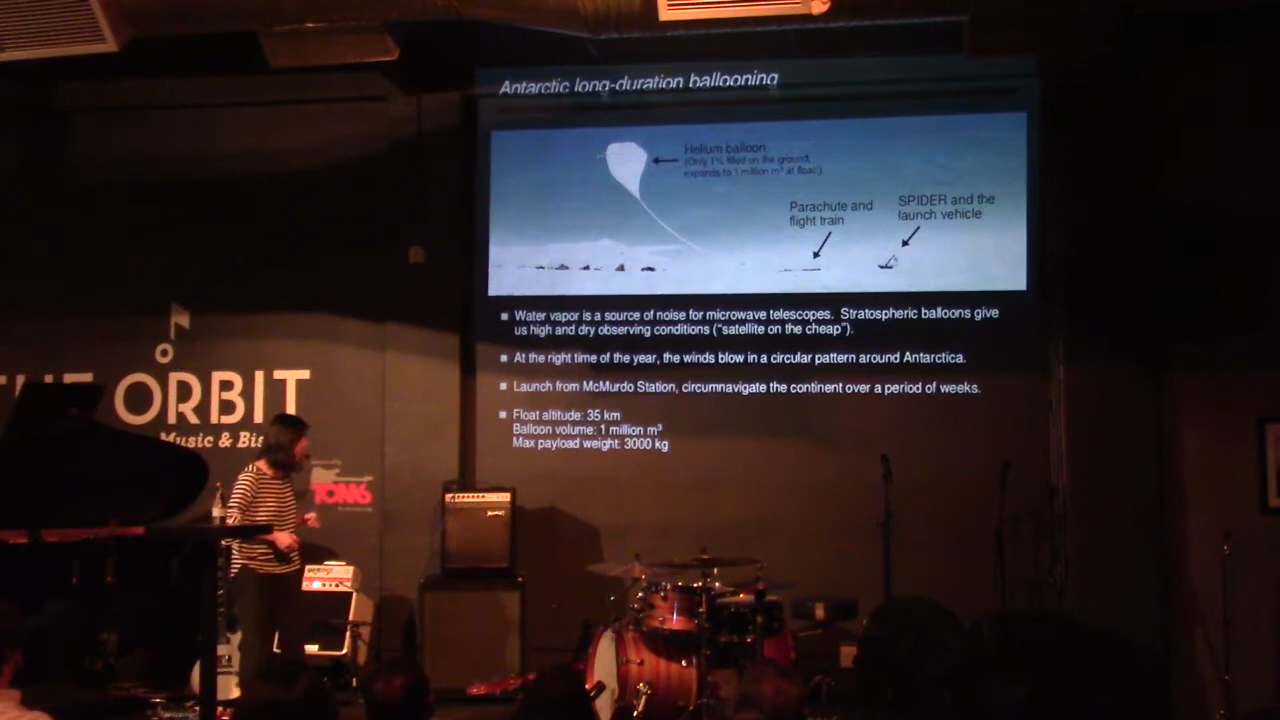 Antarctic long-duration ballooning
Helium balloon
(Only 1% filled on the ground,
expands to 1 million m³ at float!)
Parachute and
flight train
SPIDER and the
launch vehicle
Water vapor is a source of noise for microwave telescopes. Stratospheric balloons give
us high and dry observing conditions ("satellite on the cheap").
At the right time of the year, the winds blow in a circular pattern around Antarctica.
Launch from McMurdo Station, circumnavigate the continent over a period of weeks.
Float altitude: 35 km
Balloon volume: 1 million m³
Max payload weight: 3000 kg
ORBIT
Music &
TOMS